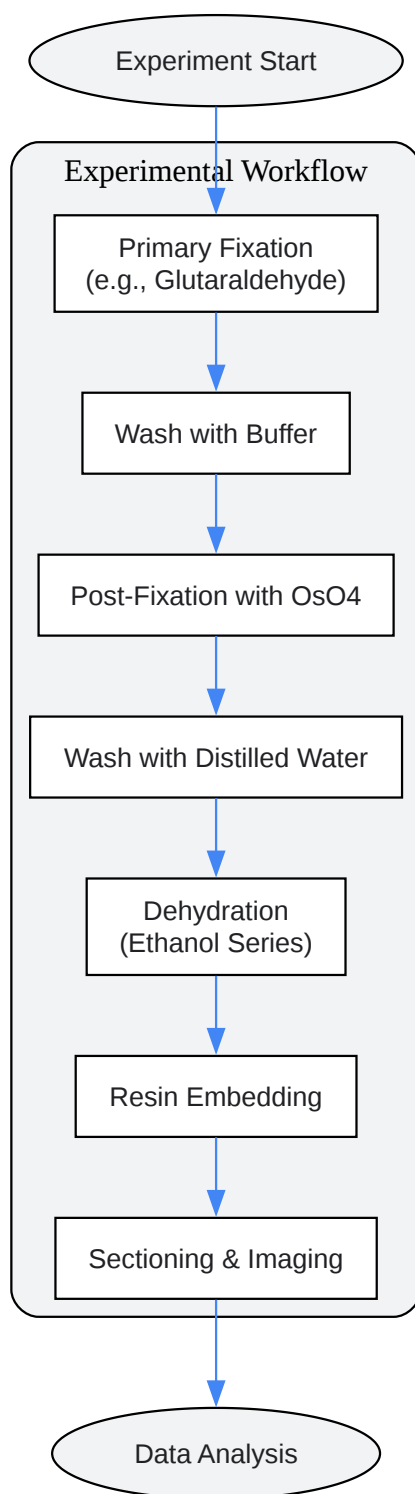 Experiment Start
Experimental Workflow
Primary Fixation
(e.g., Glutaraldehyde)
Wash with Buffer
Post-Fixation with OsO4
Wash with Distilled Water
Dehydration
(Ethanol Series)
Resin Embedding
Sectioning & Imaging
Data Analysis